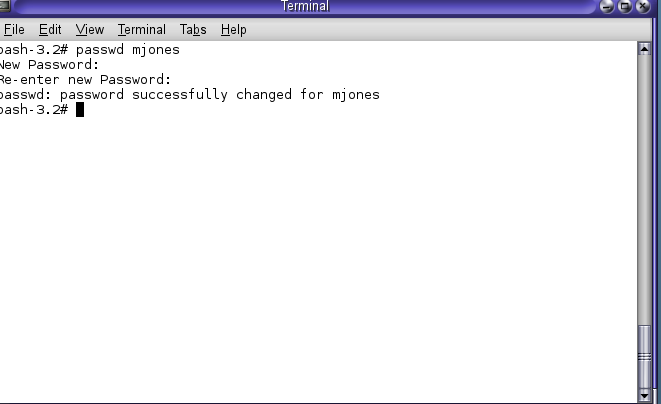 Terminal
File Edit View Terminal Tabs Help
bash-3.2# passwd mjones
New Password:
Re-enter new Password:
passwd: password successfully changed for mjones
bash-3.2#